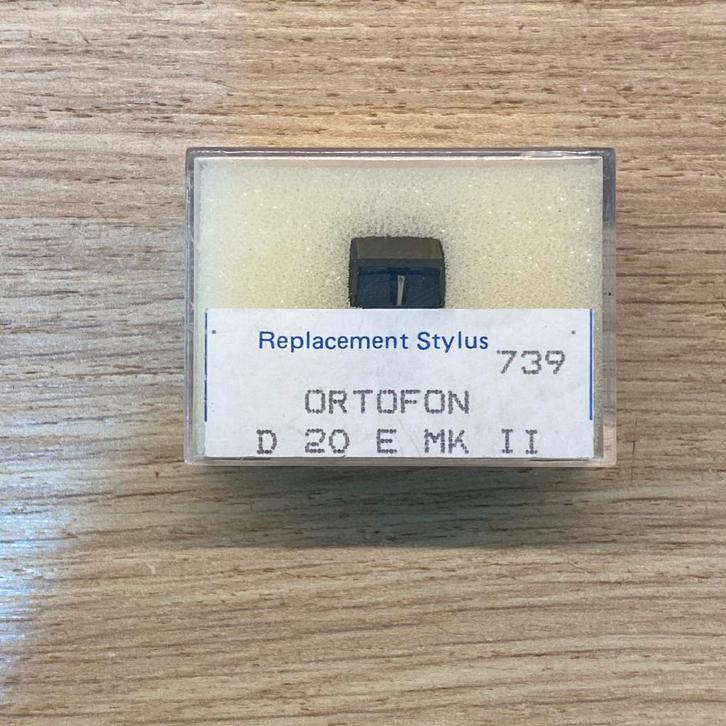 Replacement Stylus
739
ORTOFON
D 20 E MK II